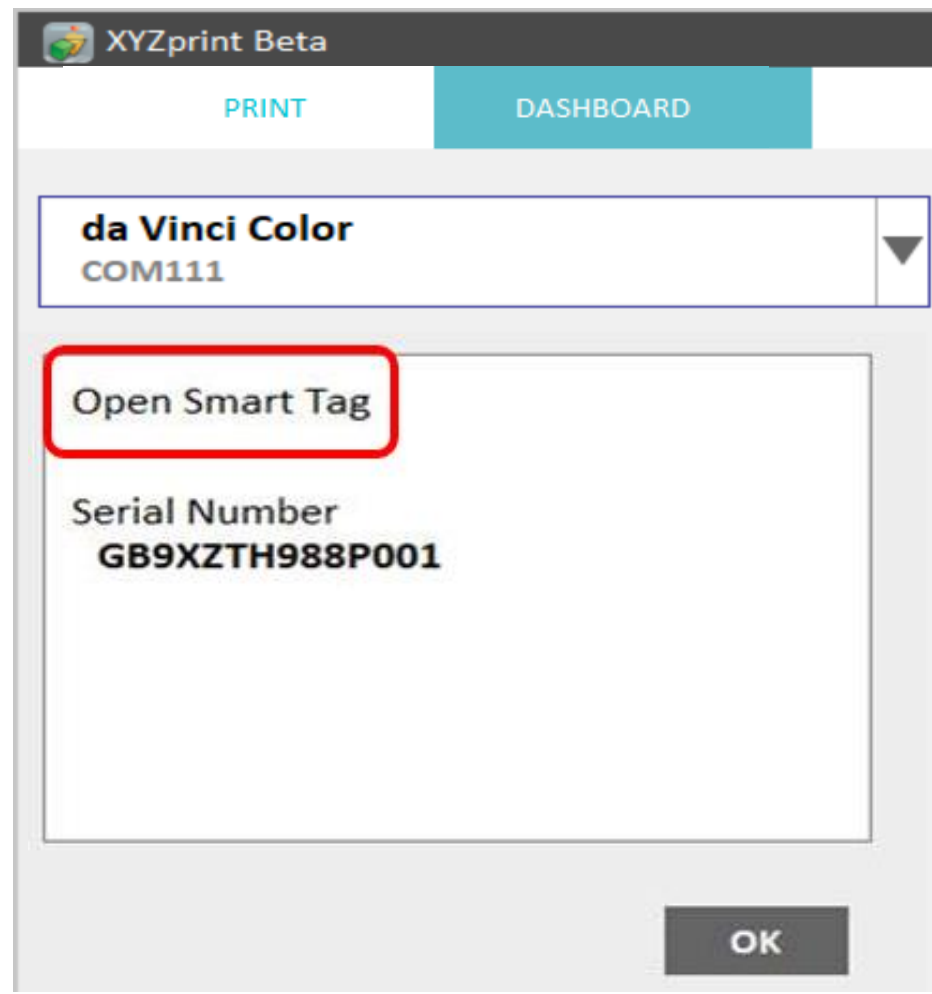 XYZprint Beta
PRINT DASHBOARD
da Vinci Color
COM111
Open Smart Tag
Serial Number
GB9XZTH988P001
OK